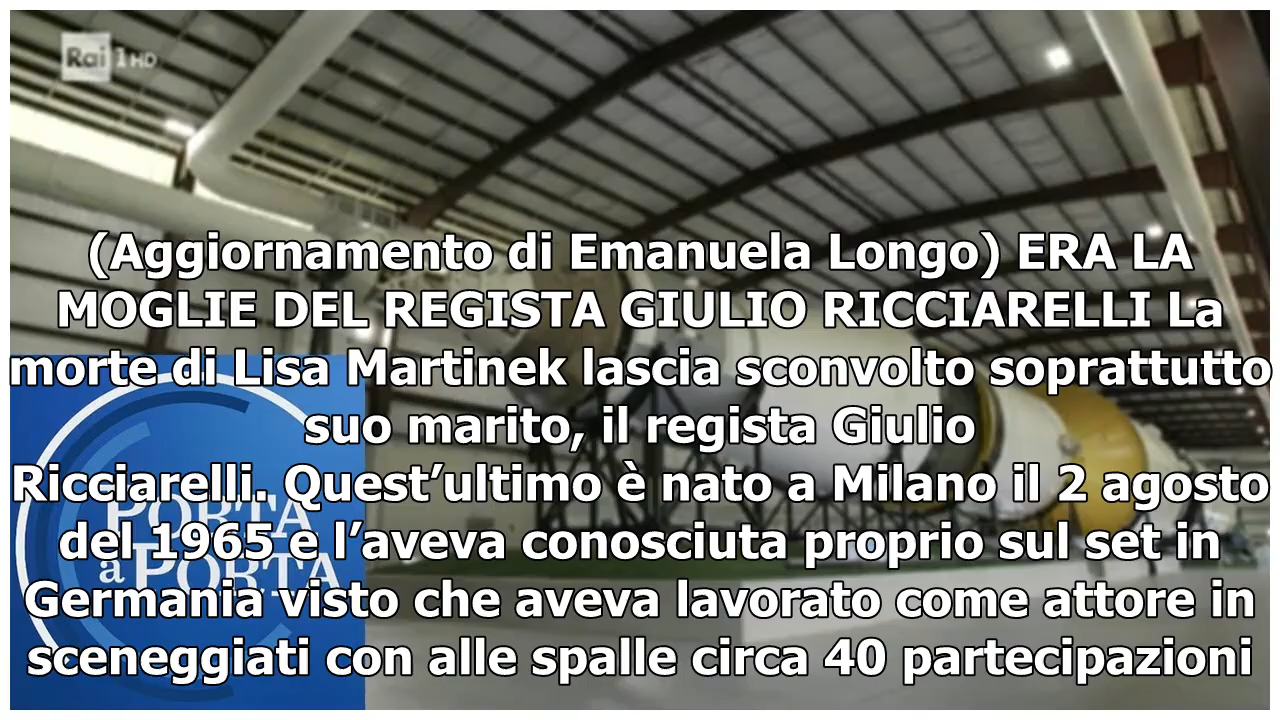 Rai 1 HD
(Aggiornamento di Emanuela Longo) ERA LA
MOGLIE DEL REGISTA GIULIO RICCIARELLI La
morte di Lisa Martinek lascia sconvolto soprattutto
suo marito, il regista Giulio
Ricciarelli. Quest’ultimo è nato a Milano il 2 agosto
del 1965 e l’aveva conosciuta proprio sul set in
Germania visto che aveva lavorato come attore in
sceneggiati con alle spalle circa 40 partecipazioni
PORTA
a PORTA